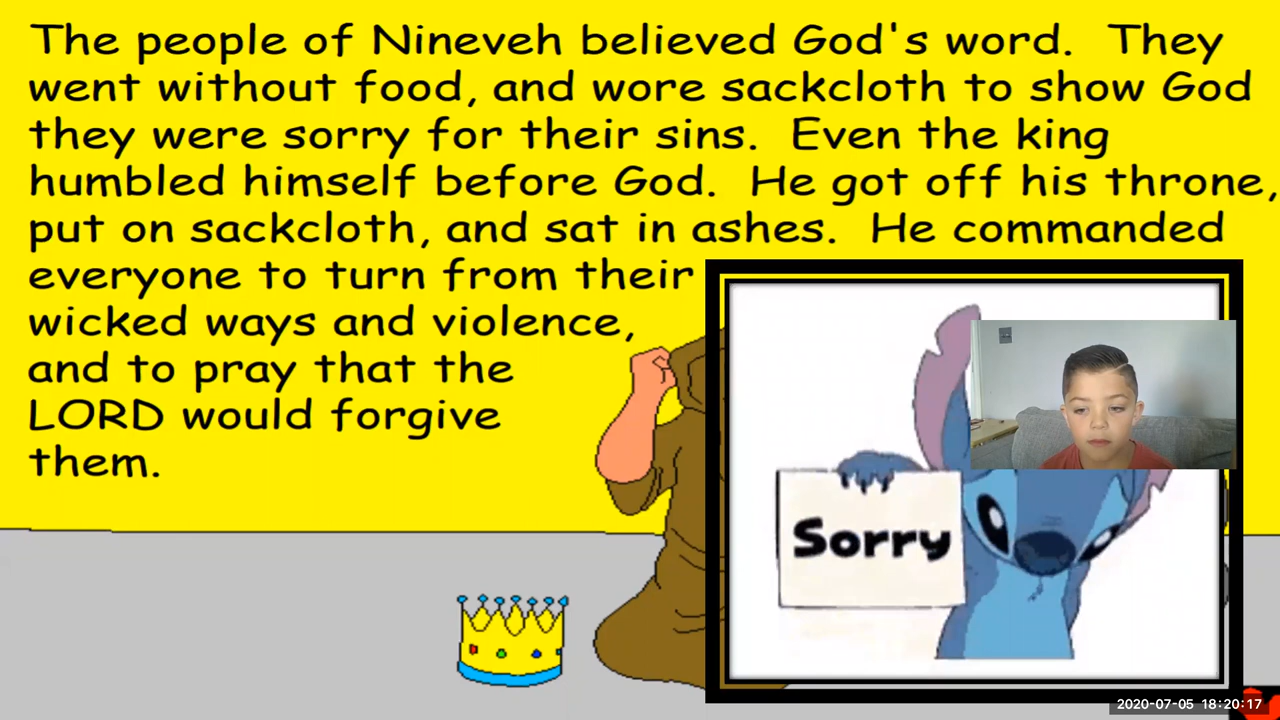 The people of Nineveh believed God's word. They
went without food, and wore sackcloth to show God
they were sorry for their sins. Even the king
humbled himself before God. He got off his throne,
put on sackcloth, and sat in ashes. He commanded
everyone to turn from their
wicked ways and violence,
and to pray that the
LORD would forgive
them.
Sorry
2020-07-05 18:20:17